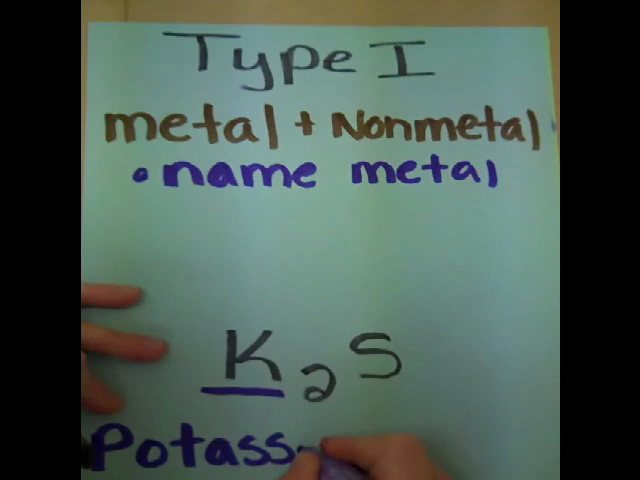 Type I
metal + Nonmetal
• name metal
K₂S
Potass